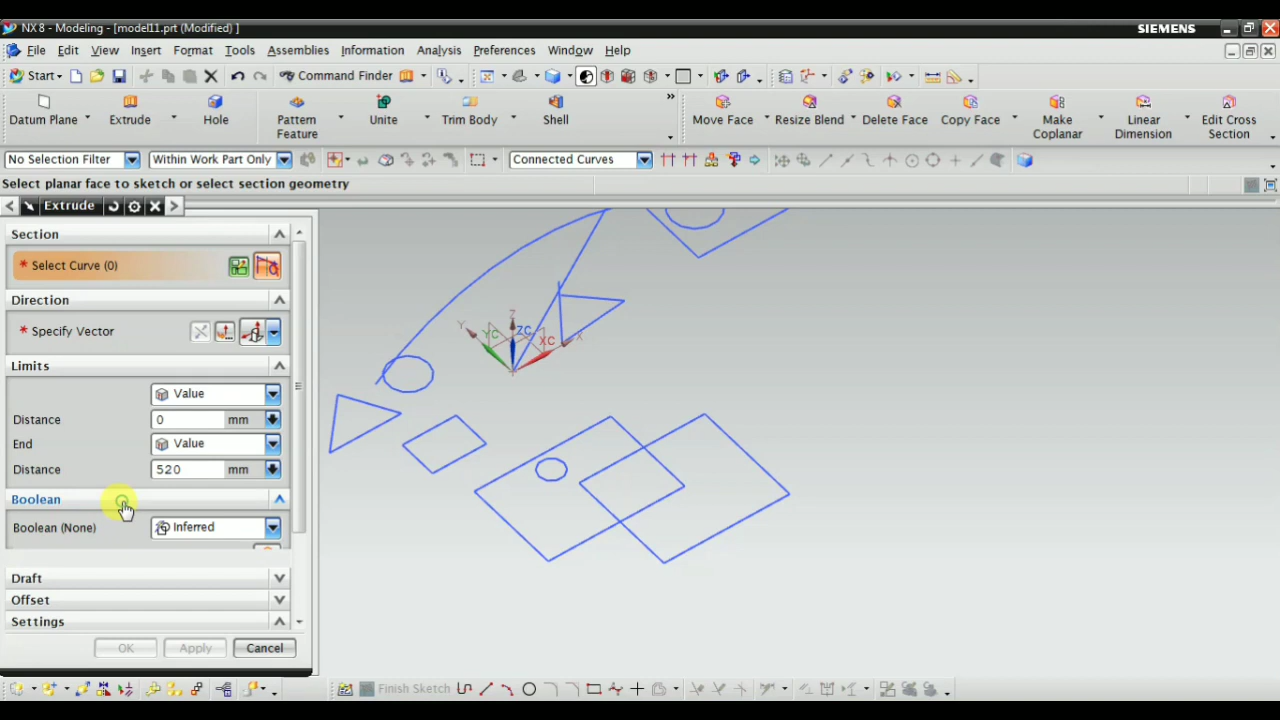 NX 8 - Modeling - [model11.prt (Modified) ]
SIEMENS
File Edit View Insert Format Tools Assemblies Information Analysis Preferences Window Help
Start Command Finder
Datum Plane Extrude Hole Pattern Feature Unite Trim Body Shell Move Face Resize Blend Delete Face Copy Face Make Coplanar Linear Dimension Edit Cross Section
No Selection Filter Within Work Part Only Connected Curves
Select planar face to sketch or select section geometry
Extrude
Section
* Select Curve (0)
Direction
* Specify Vector
Limits
Value
Distance 0 mm
End Value
Distance 520 mm
Boolean
Boolean (None) Inferred
Draft
Offset
Settings
OK Apply Cancel
Z
Y
ZC
YC
XC
X
Finish Sketch